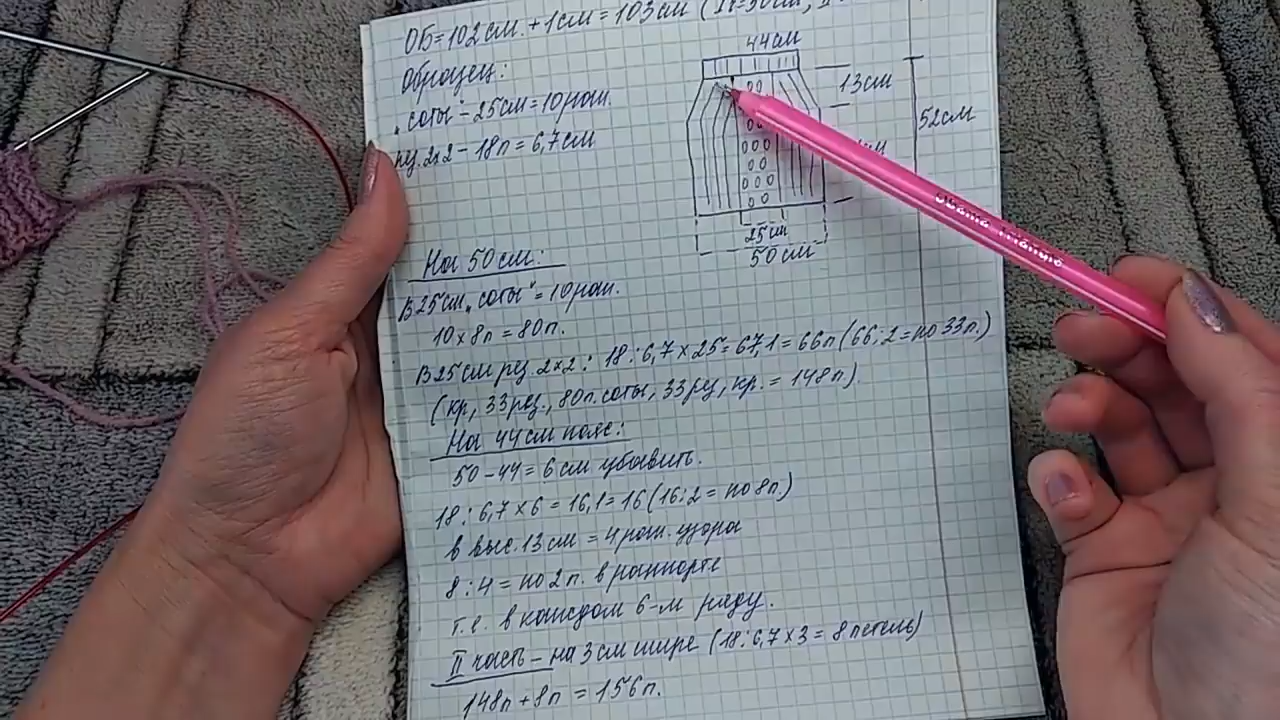 ОБ=102см.+1см=103см
44см
Образец:
13см
„соты" – 25см=10рап.
52см
рез. 2х2 – 18п = 6,7см
25см
50см
На 50см:
В 25см „соты" = 10рап.
10х8п = 80п.
В 25см рез. 2х2: 18:6,7х25=67,1=66п (66:2=по 33п.)
(кр, 33рез., 80п.соты, 33рез, кр. = 148п).
На 44см пояс:
50-44=6см убавить.
18:6,7х6=16,1=16 (16:2=по 8п.)
в выс. 13см = 4рап. узора
8:4=по 2п. в раппорте
т.е. в каждом 6-м ряду.
II часть – на 3см шире (18:6,7х3=8петель)
148п+8п = 156п.